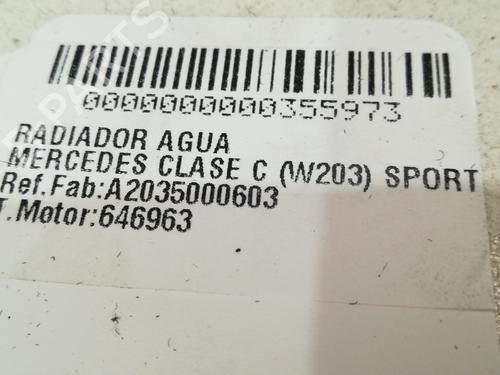 0000000000355973
RADIADOR AGUA
MERCEDES CLASE C (W203) SPORT
Ref.Fab:A2035000603
T.Motor:646963